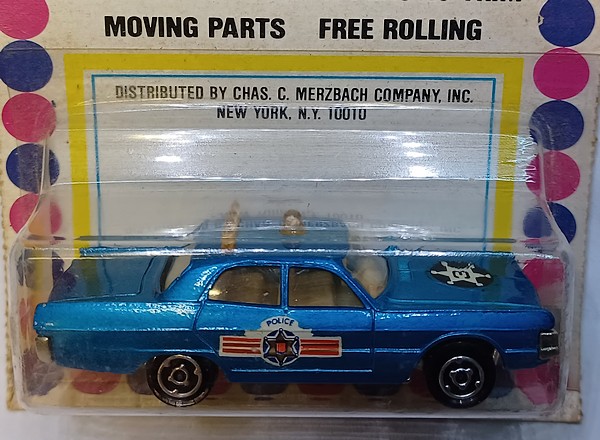 MOVING PARTS FREE ROLLING
DISTRIBUTED BY CHAS. C. MERZBACH COMPANY, INC.
NEW YORK, N.Y. 10010
POLICE